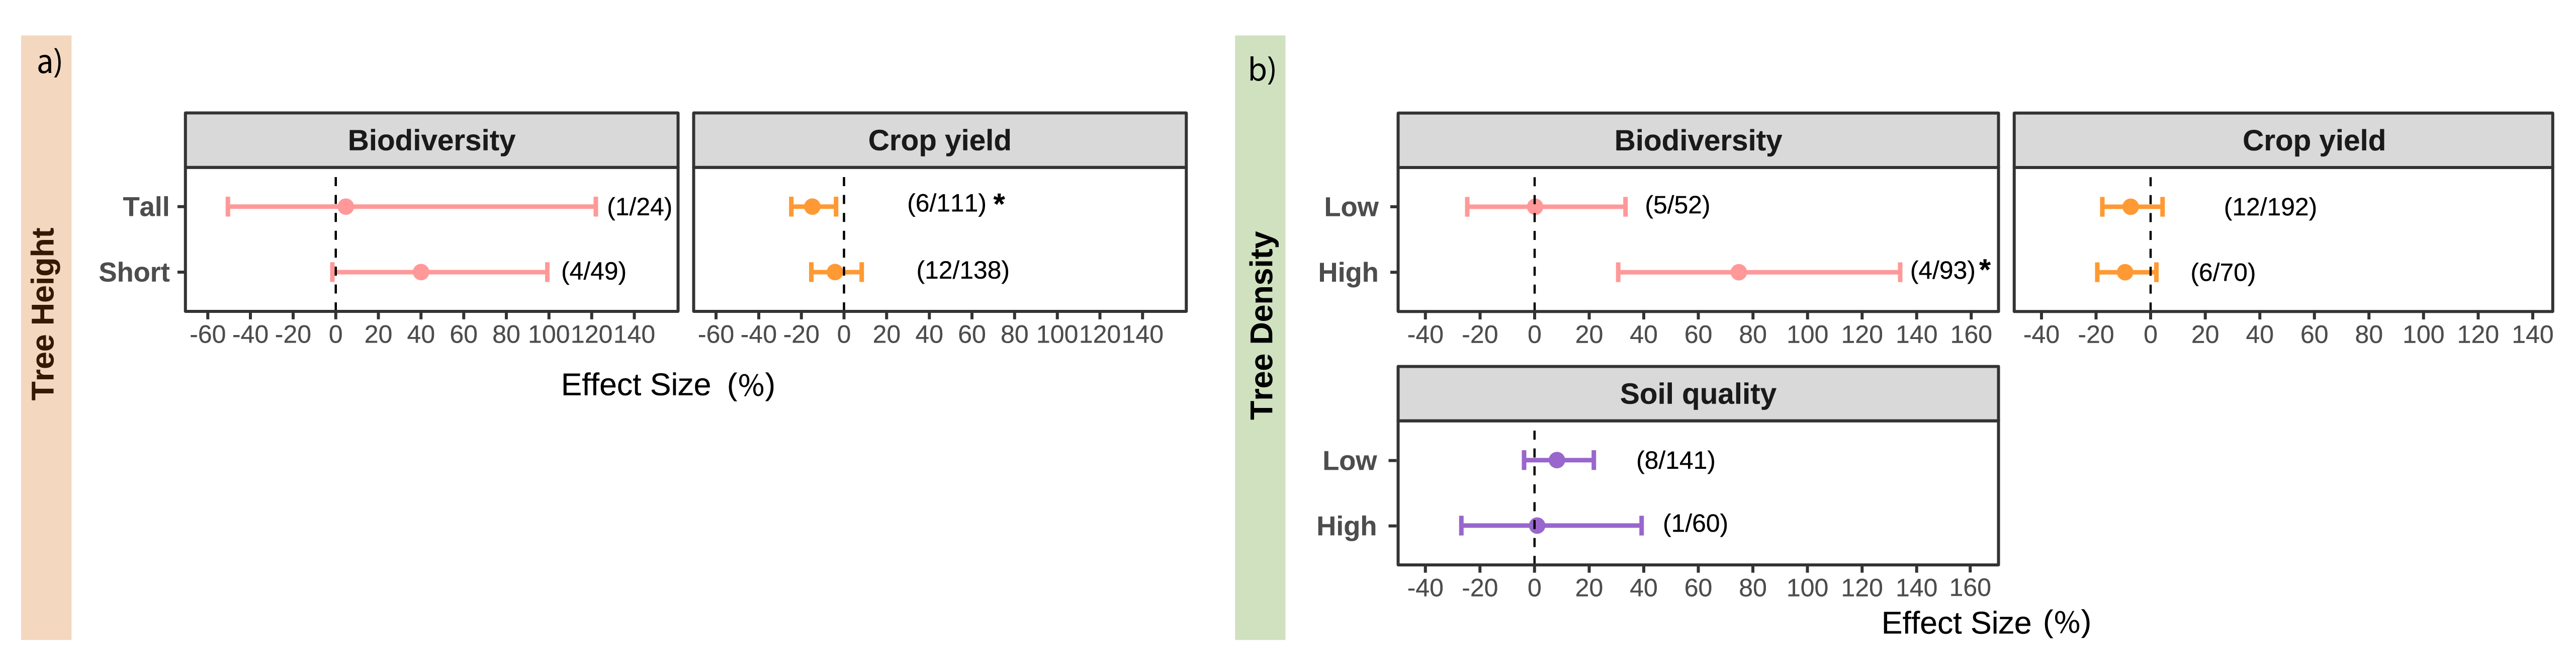 a)
Tree Height
Biodiversity
Crop yield
Tall
(1/24)
(6/111) *
Short
(4/49)
(12/138)
-60 -40 -20 0 20 40 60 80 100 120 140
-60 -40 -20 0 20 40 60 80 100 120 140
Effect Size (%)
b)
Tree Density
Biodiversity
Crop yield
Low
(5/52)
(12/192)
High
(4/93) *
(6/70)
-40 -20 0 20 40 60 80 100 120 140 160
-40 -20 0 20 40 60 80 100 120 140
Soil quality
Low
(8/141)
High
(1/60)
-40 -20 0 20 40 60 80 100 120 140 160
Effect Size (%)